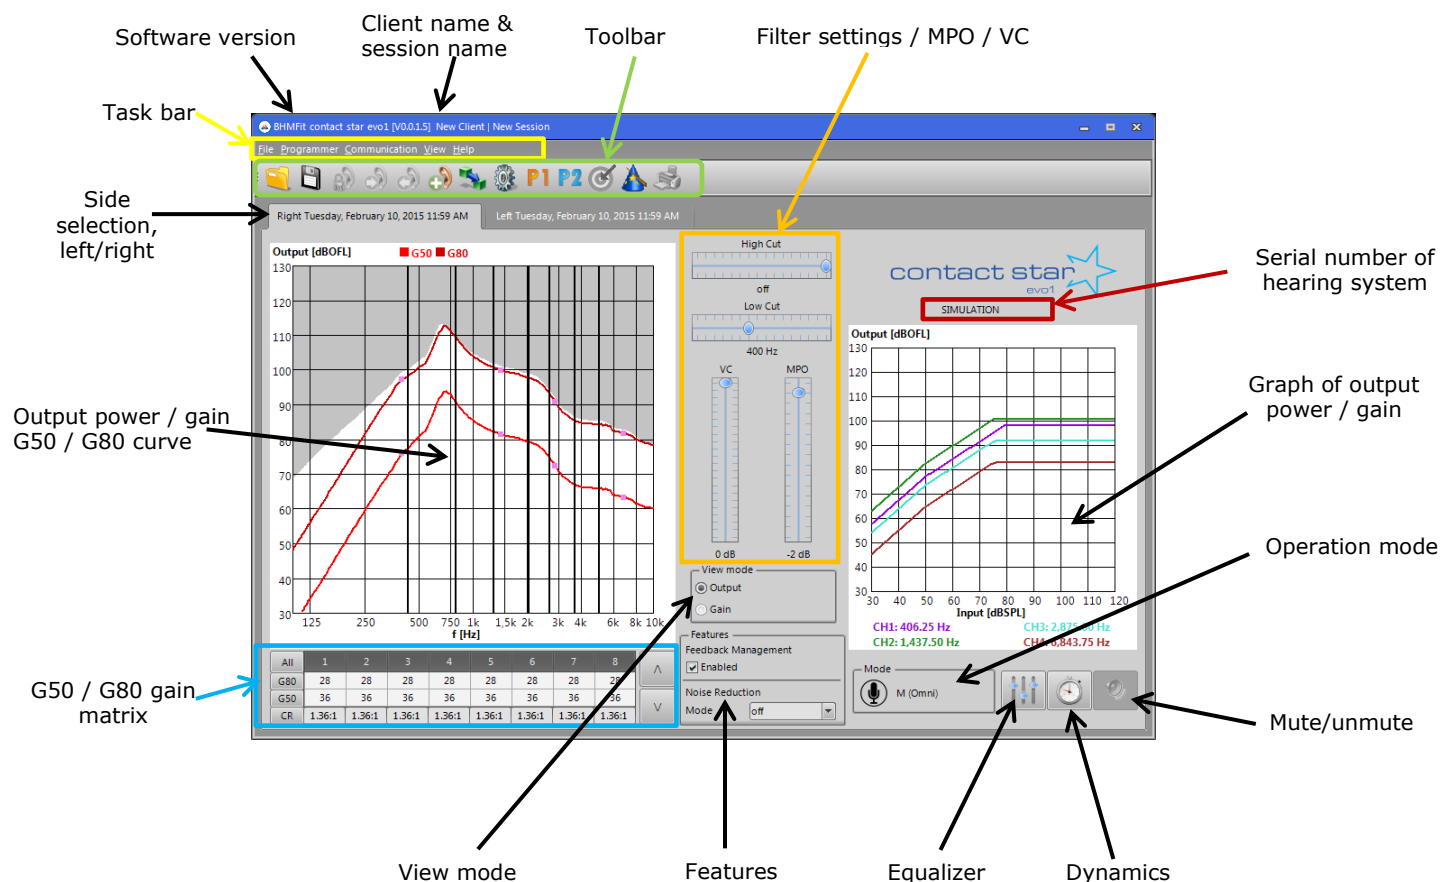 Software version
Client name &
session name
Toolbar
Filter settings / MPO / VC
Task bar
BHMFit contact star evo1 [V0.0.1.5] New Client | New Session
File Programmer Communication View Help
P1 P2
Side
selection,
left/right
Right Tuesday, February 10, 2015 11:59 AM
Left Tuesday, February 10, 2015 11:59 AM
Output [dBOFL]
G50 G80
130
120
110
100
90
80
70
60
50
40
30
125 250 500 750 1k 1,5k 2k 3k 4k 6k 8k 10k
f [Hz]
Output power / gain
G50 / G80 curve
High Cut
off
Low Cut
400 Hz
VC MPO
0 dB -2 dB
View mode
Output
Gain
Features
Feedback Management
Enabled
Noise Reduction
Mode off
contact star
evo1
SIMULATION
Serial number of
hearing system
Output [dBOFL]
130
120
110
100
90
80
70
60
50
40
30
30 40 50 60 70 80 90 100 110 120
Input [dBSPL]
CH1: 406.25 Hz
CH2: 1,437.50 Hz
CH3: 2,875.00 Hz
CH4: 6,843.75 Hz
Graph of output
power / gain
Operation mode
Mode
M (Omni)
Mute/unmute
G50 / G80 gain
matrix
All 1 2 3 4 5 6 7 8
G80 28 28 28 28 28 28 28 28
G50 36 36 36 36 36 36 36 36
CR 1.36:1 1.36:1 1.36:1 1.36:1 1.36:1 1.36:1 1.36:1 1.36:1
View mode
Features
Equalizer
Dynamics